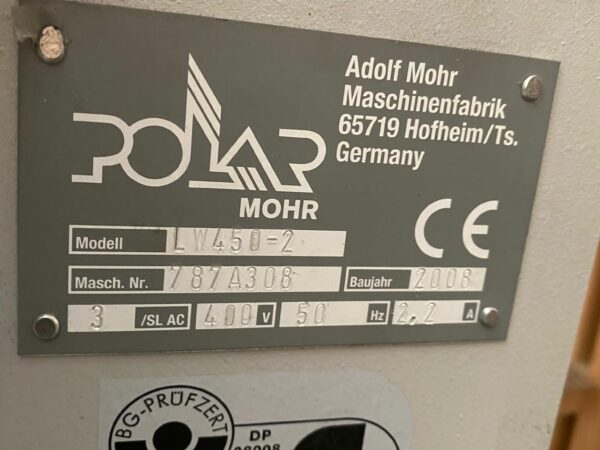 POLAR
MOHR
Adolf Mohr
Maschinenfabrik
65719 Hofheim/Ts.
Germany
CE
Modell LW450-2
Masch. Nr. 787A308 Baujahr 2008
3 /SL AC 400 V 50 Hz 2,2 A
BG-PRÜFZERT
DP